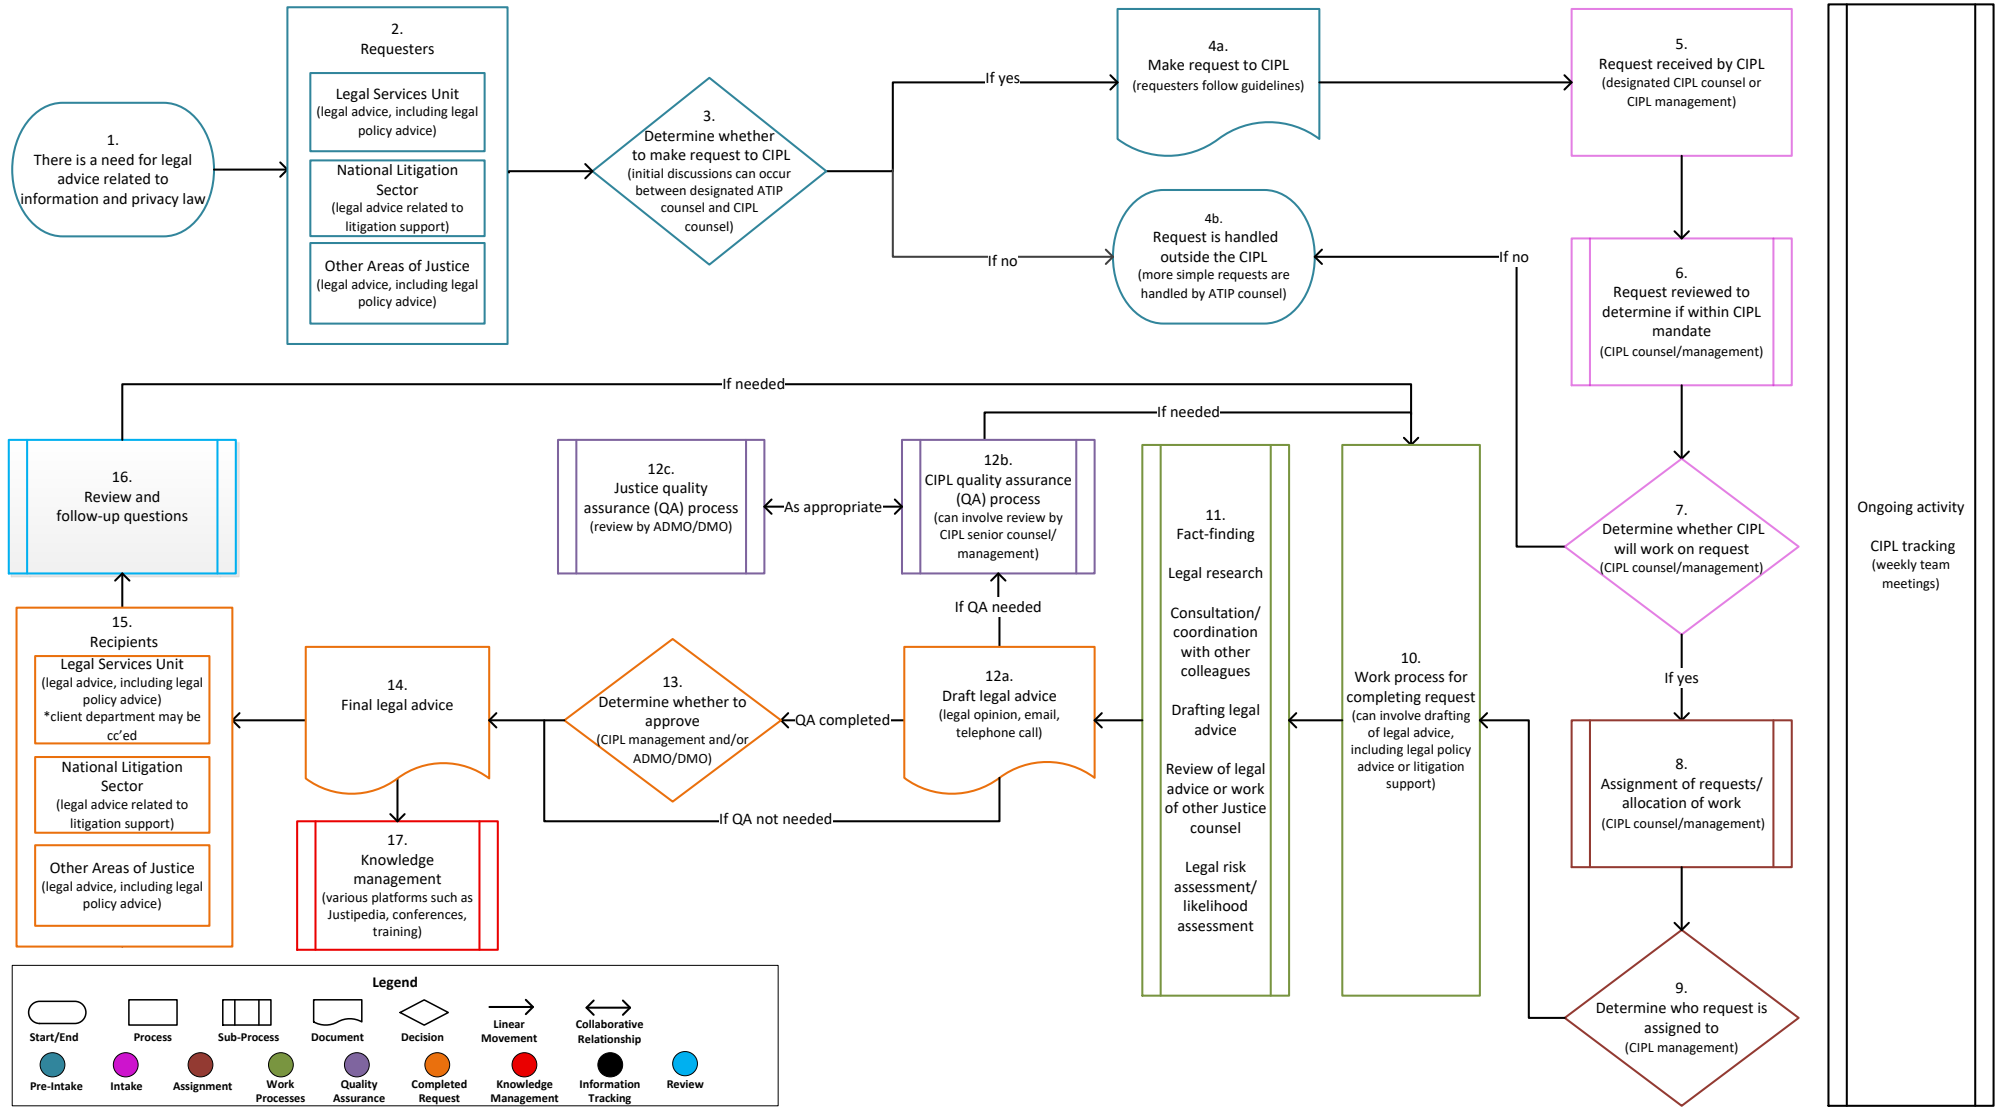 1.
There is a need for legal
advice related to
information and privacy law
2.
Requesters
Legal Services Unit
(legal advice, including legal
policy advice)
National Litigation
Sector
(legal advice related to
litigation support)
Other Areas of Justice
(legal advice, including legal
policy advice)
3.
Determine whether
to make request to CIPL
(initial discussions can occur
between designated ATIP
counsel and CIPL
counsel)
If yes
If no
4a.
Make request to CIPL
(requesters follow guidelines)
4b.
Request is handled
outside the CIPL
(more simple requests are
handled by ATIP counsel)
5.
Request received by CIPL
(designated CIPL counsel or
CIPL management)
6.
Request reviewed to
determine if within CIPL
mandate
(CIPL counsel/management)
If no
7.
Determine whether CIPL
will work on request
(CIPL counsel/management)
If yes
8.
Assignment of requests/
allocation of work
(CIPL counsel/management)
9.
Determine who request is
assigned to
(CIPL management)
Ongoing activity
CIPL tracking
(weekly team
meetings)
10.
Work process for
completing request
(can involve drafting
of legal advice,
including legal policy
advice or litigation
support)
11.
Fact-finding
Legal research
Consultation/
coordination
with other
colleagues
Drafting legal
advice
Review of legal
advice or work
of other Justice
counsel
Legal risk
assessment/
likelihood
assessment
12a.
Draft legal advice
(legal opinion, email,
telephone call)
If QA needed
12b.
CIPL quality assurance
(QA) process
(can involve review by
CIPL senior counsel/
management)
If needed
As appropriate
12c.
Justice quality
assurance (QA) process
(review by ADMO/DMO)
QA completed
If QA not needed
13.
Determine whether to
approve
(CIPL management and/or
ADMO/DMO)
14.
Final legal advice
15.
Recipients
Legal Services Unit
(legal advice, including legal
policy advice)
*client department may be
cc’ed
National Litigation
Sector
(legal advice related to
litigation support)
Other Areas of Justice
(legal advice, including legal
policy advice)
16.
Review and
follow-up questions
If needed
17.
Knowledge
management
(various platforms such as
Justipedia, conferences,
training)
Legend
Start/End
Process
Sub-Process
Document
Decision
Linear
Movement
Collaborative
Relationship
Pre-Intake
Intake
Assignment
Work
Processes
Quality
Assurance
Completed
Request
Knowledge
Management
Information
Tracking
Review